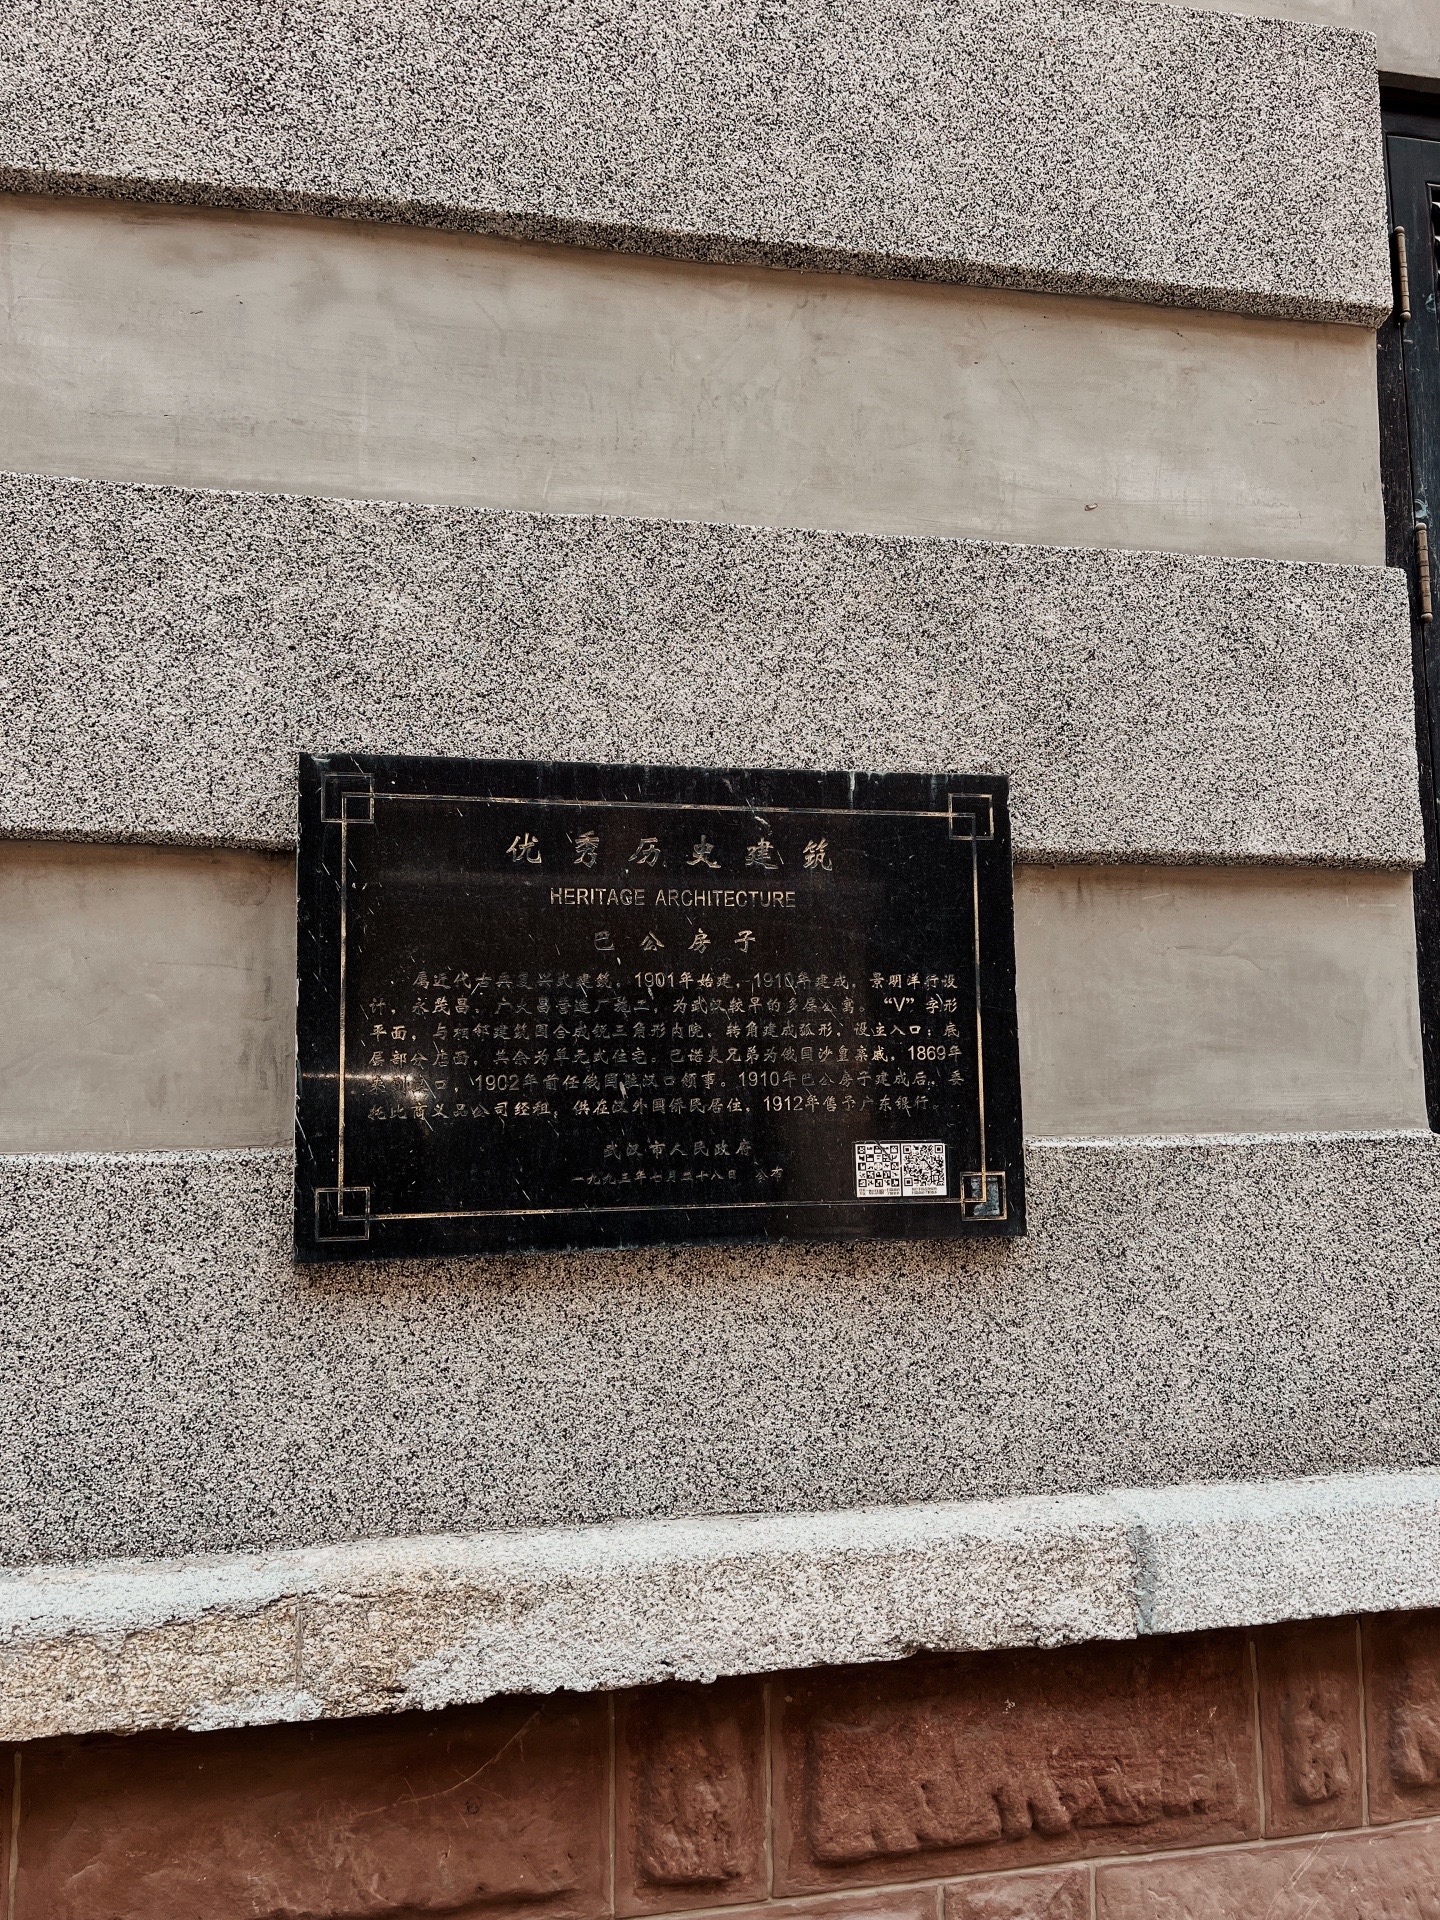 优秀历史建筑
HERITAGE ARCHITECTURE
巴公房子
属近代古典复兴式建筑。1901年始建，1910年建成，景明洋行设
计，永茂昌、广大昌营造厂施工，为武汉较早的多层公寓。“V”字形
平面，与相邻建筑围合成锐三角形内院，转角建成弧形，设主入口；底
层部分店面，其余为单元式住宅。巴诺夫兄弟为俄国沙皇亲戚，1869年
来到汉口，1902年前任俄国驻汉口领事。1910年巴公房子建成后，委
托比商义品公司经租，供在汉外国侨民居住，1912年售予广东银行。
武汉市人民政府
一九九三年七月二十八日 公布